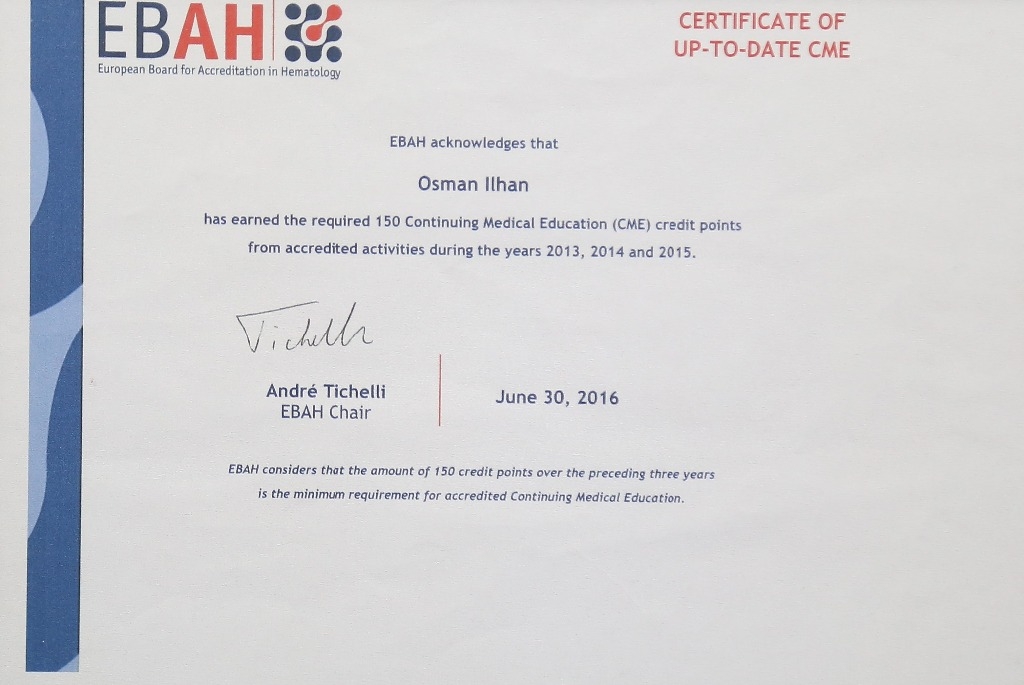 EBAH
European Board for Accreditation in Hematology
CERTIFICATE OF
UP-TO-DATE CME
EBAH acknowledges that
Osman Ilhan
has earned the required 150 Continuing Medical Education (CME) credit points
from accredited activities during the years 2013, 2014 and 2015.
Tichelli
André Tichelli
EBAH Chair
June 30, 2016
EBAH considers that the amount of 150 credit points over the preceding three years
is the minimum requirement for accredited Continuing Medical Education.